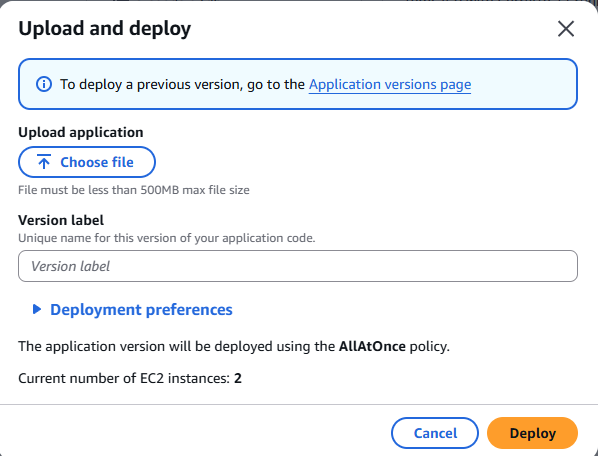 Upload and deploy
To deploy a previous version, go to the Application versions page
Upload application
Choose file
File must be less than 500MB max file size
Version label
Unique name for this version of your application code.
Version label
Deployment preferences
The application version will be deployed using the AllAtOnce policy.
Current number of EC2 instances: 2
Cancel
Deploy